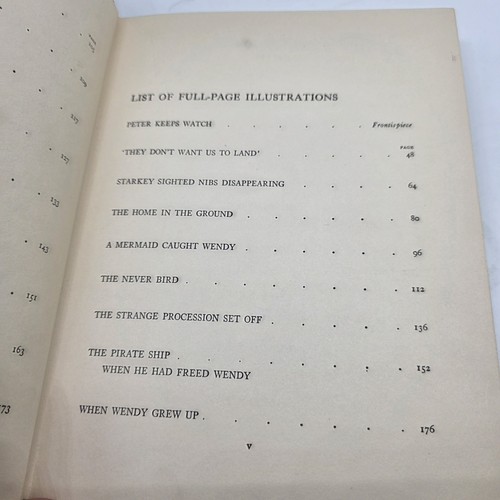 LIST OF FULL-PAGE ILLUSTRATIONS
PETER KEEPS WATCH . . . . . . Frontispiece
PAGE
'THEY DON'T WANT US TO LAND' . . . . . 48
STARKEY SIGHTED NIBS DISAPPEARING . . . . 64
THE HOME IN THE GROUND . . . . . . 80
A MERMAID CAUGHT WENDY . . . . . . 96
THE NEVER BIRD . . . . . . . . 112
THE STRANGE PROCESSION SET OFF . . . . . 136
THE PIRATE SHIP . . . . . . . . 152
WHEN HE HAD FREED WENDY
WHEN WENDY GREW UP . . . . . . . 176
v
127
143
151
163